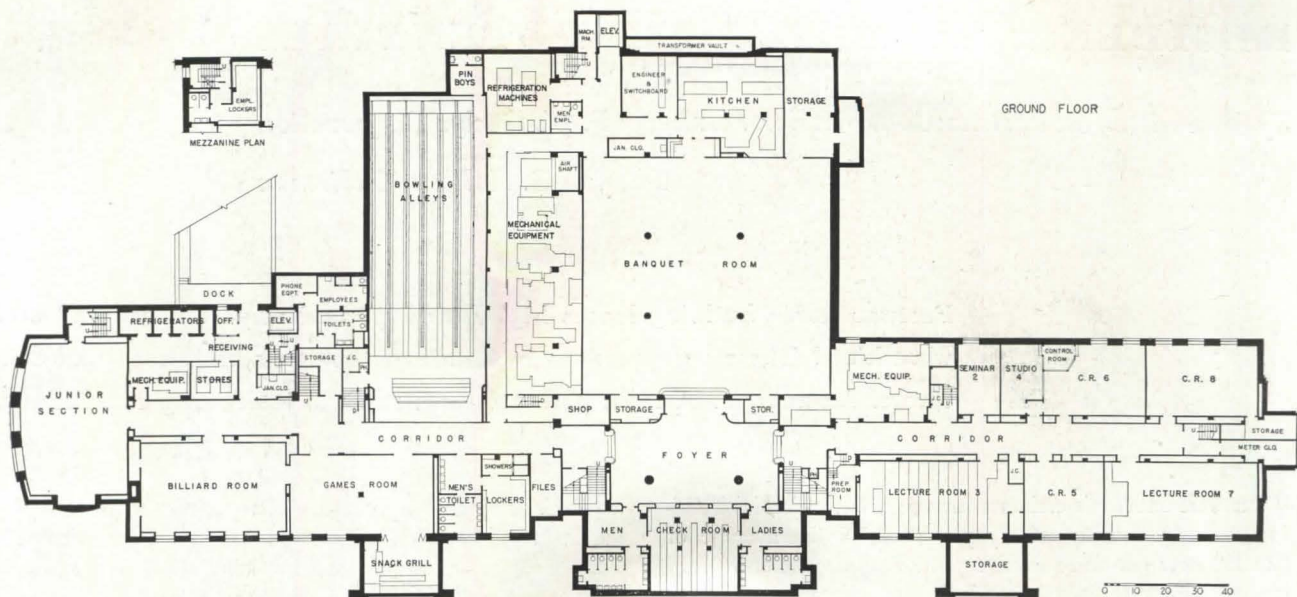 MACH. RM.
ELEV.
TRANSFORMER VAULT
PIN BOYS
REFRIGERATION MACHINES
ENGINEER & SWITCHBOARD
KITCHEN
STORAGE
EMPL. LOCKERS
MEZZANINE PLAN
GROUND FLOOR
MEN EMPL.
JAN. CLO.
AIR SHAFT
BOWLING ALLEYS
MECHANICAL EQUIPMENT
BANQUET ROOM
DOCK
PHONE EQPT.
EMPLOYEES
TOILETS
REFRIGERATORS
OFF.
ELEV.
RECEIVING
STORAGE
J.C.
MECH. EQUIP.
STORES
JAN. CLO.
JUNIOR SECTION
MECH. EQUIP.
J.C.
SEMINAR 2
STUDIO 4
CONTROL ROOM
C.R. 6
C.R. 8
SHOP
STORAGE
STOR.
CORRIDOR
FOYER
CORRIDOR
STORAGE
METER CLO.
BILLIARD ROOM
GAMES ROOM
MEN'S TOILET
SHOWERS
LOCKERS
FILES
PREP ROOM 1
LECTURE ROOM 3
J.C.
C.R. 5
LECTURE ROOM 7
MEN
CHECK ROOM
LADIES
SNACK GRILL
STORAGE
0 10 20 30 40